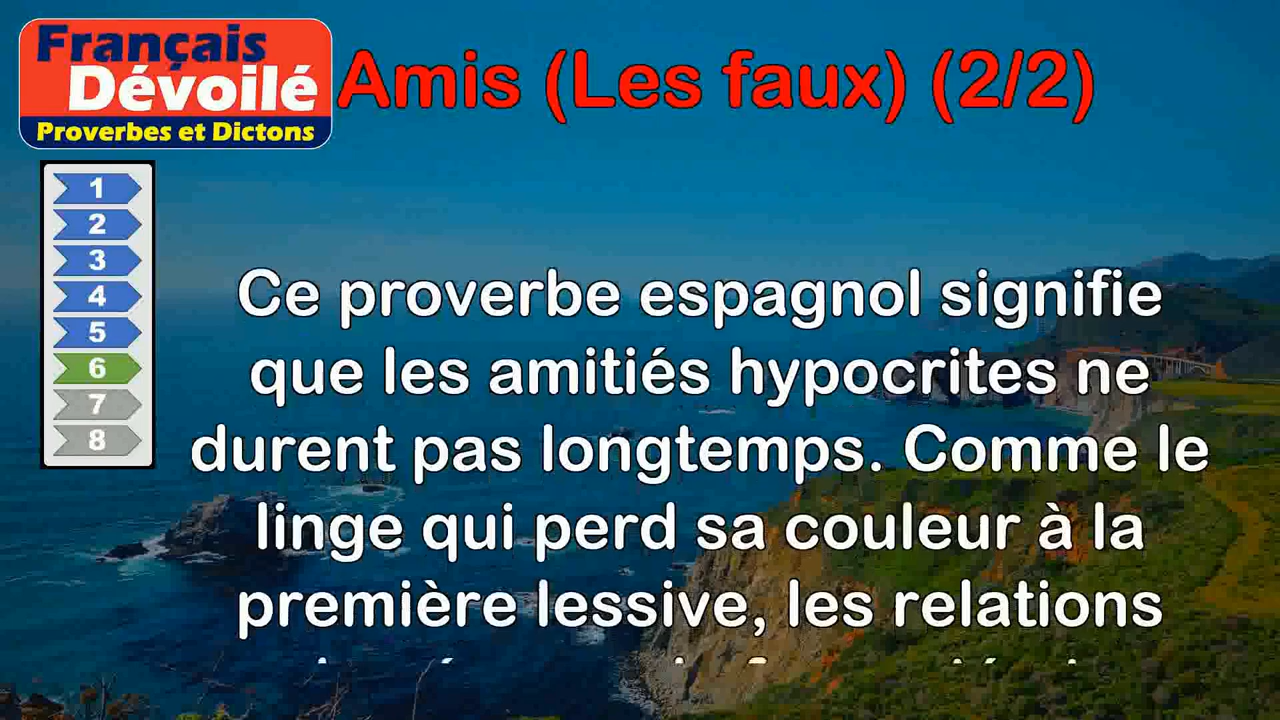 Français
Dévoilé
Proverbes et Dictons
Amis (Les faux) (2/2)
1
2
3
4
5
6
7
8
Ce proverbe espagnol signifie
que les amitiés hypocrites ne
durent pas longtemps. Comme le
linge qui perd sa couleur à la
première lessive, les relations